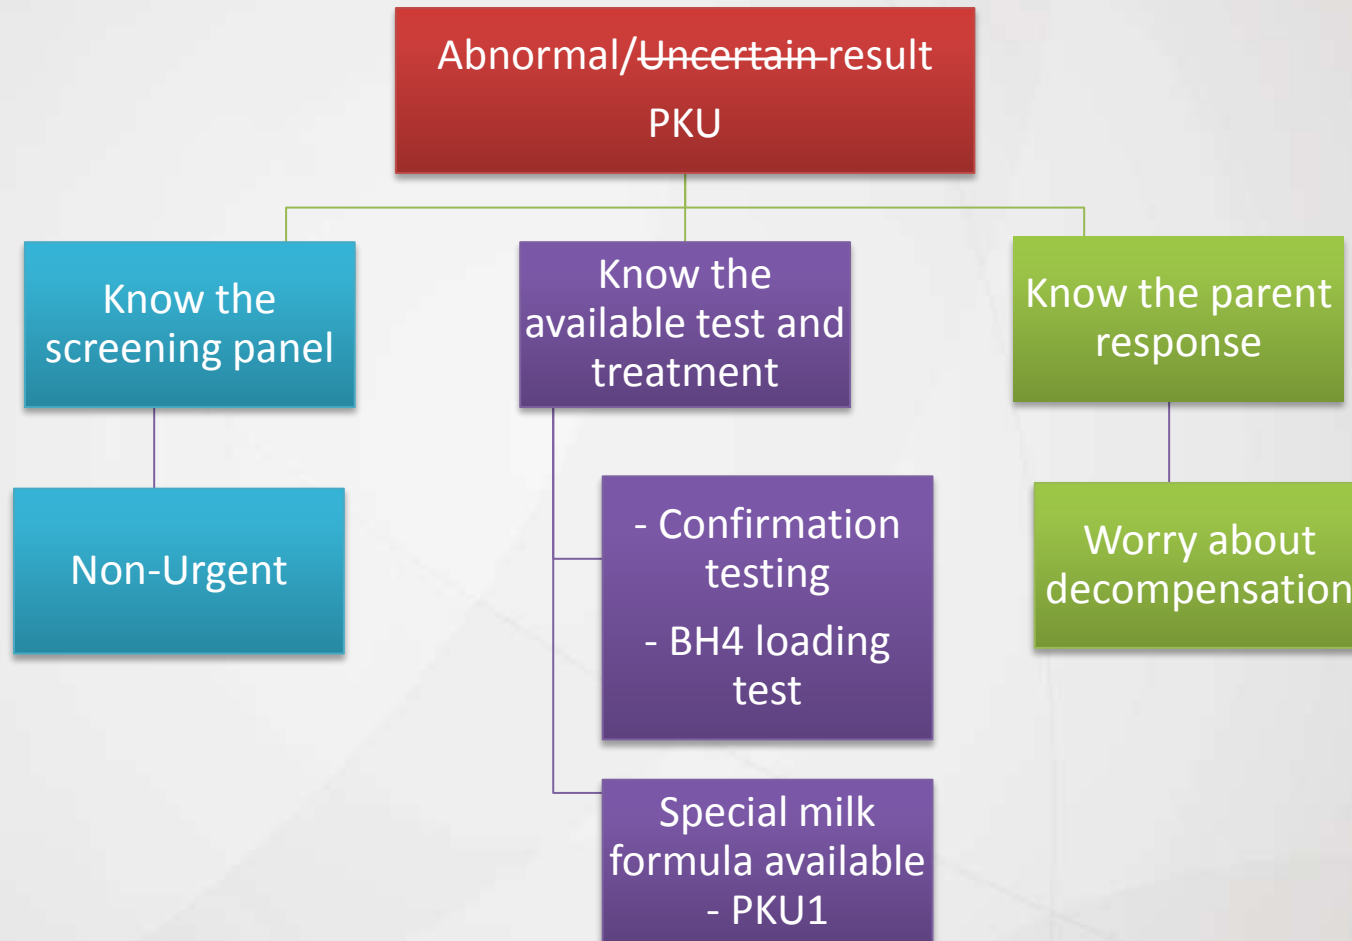 Abnormal/Uncertain result
PKU
Know the
screening panel
Know the
available test and
treatment
Know the parent
response
Non-Urgent
- Confirmation
testing
- BH4 loading
test
Worry about
decompensation
Special milk
formula available
- PKU1